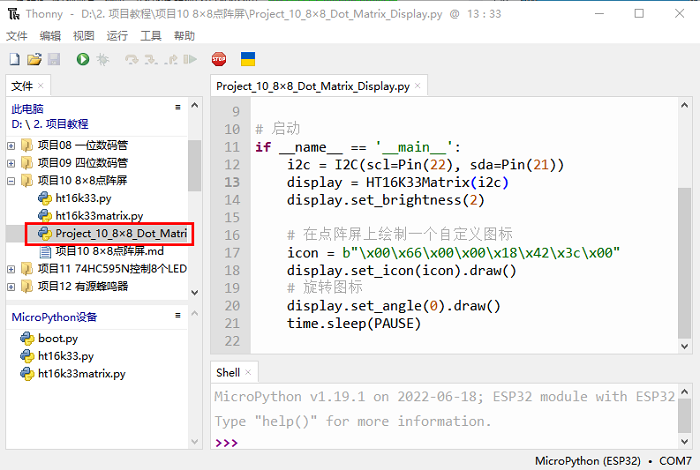 Thonny - D:\2. 项目教程\项目10 8×8点阵屏\Project_10_8×8_Dot_Matrix_Display.py @ 13 : 33
文件 编辑 视图 运行 工具 帮助
STOP
文件 ×
此电脑
D: \ 2. 项目教程
项目08 一位数码管
项目09 四位数码管
项目10 8×8点阵屏
ht16k33.py
ht16k33matrix.py
Project_10_8×8_Dot_Matri
项目10 8×8点阵屏.md
项目11 74HC595N控制8个LED
项目12 有源蜂鸣器
MicroPython设备
boot.py
ht16k33.py
ht16k33matrix.py
Project_10_8×8_Dot_Matrix_Display.py ×
9
10 # 启动
11 if __name__ == '__main__':
12 i2c = I2C(scl=Pin(22), sda=Pin(21))
13 display = HT16K33Matrix(i2c)
14 display.set_brightness(2)
15
16 # 在点阵屏上绘制一个自定义图标
17 icon = b"\x00\x66\x00\x00\x18\x42\x3c\x00"
18 display.set_icon(icon).draw()
19 # 旋转图标
20 display.set_angle(0).draw()
21 time.sleep(PAUSE)
22
Shell ×
MicroPython v1.19.1 on 2022-06-18; ESP32 module with ESP32
Type "help()" for more information.
>>>
MicroPython (ESP32) • COM7